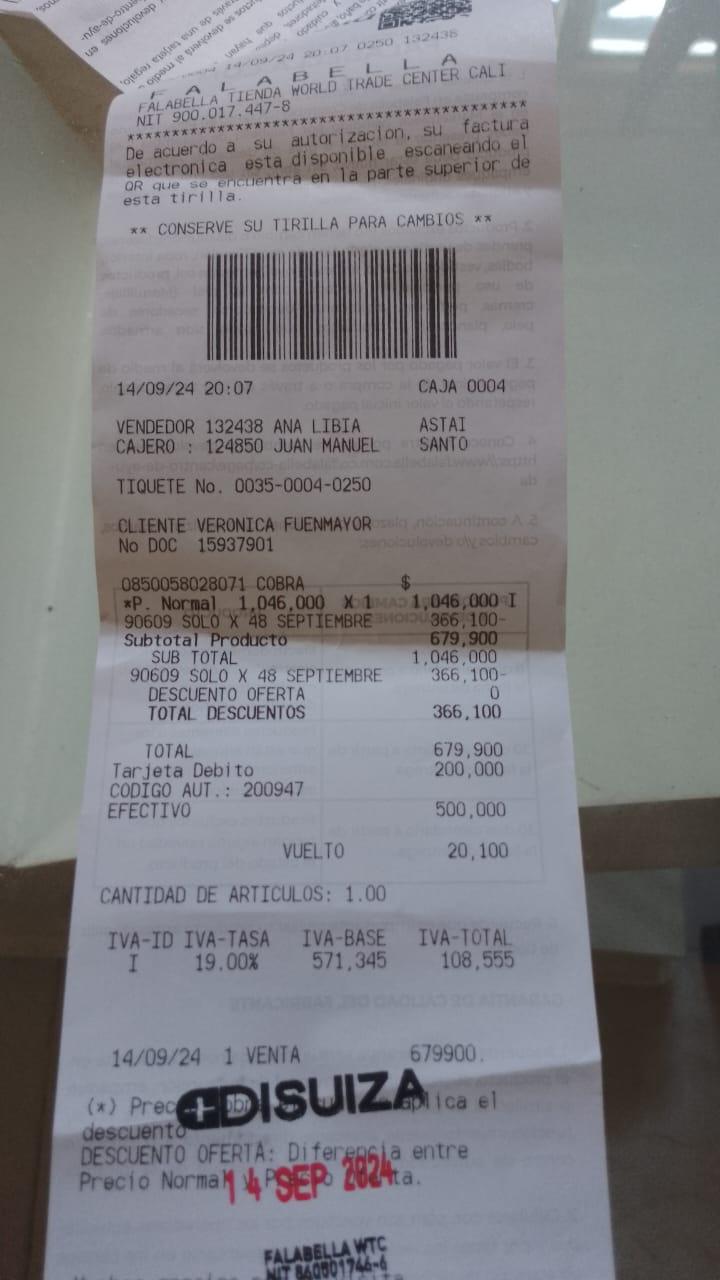 14/09/24 20:07 0250 132438
F A L A B E L L A
FALABELLA TIENDA WORLD TRADE CENTER CALI
NIT 900.017.447-8
*********************************************
De acuerdo a su autorizacion, su factura
electronica esta disponible escaneando el
QR que se encuentra en la parte superior de
esta tirilla.
** CONSERVE SU TIRILLA PARA CAMBIOS **
14/09/24 20:07 CAJA 0004
VENDEDOR 132438 ANA LIBIA ASTAI
CAJERO : 124850 JUAN MANUEL SANTO
TIQUETE No. 0035-0004-0250
CLIENTE VERONICA FUENMAYOR
No DOC 15937901
0850058028071 COBRA $
*P. Normal 1,046,000 X 1 1,046,000 I
90609 SOLO X 48 SEPTIEMBRE 366,100-
Subtotal Producto 679,900
SUB TOTAL 1,046,000
90609 SOLO X 48 SEPTIEMBRE 366,100-
DESCUENTO OFERTA 0
TOTAL DESCUENTOS 366,100
TOTAL 679,900
Tarjeta Debito 200,000
CODIGO AUT.: 200947
EFECTIVO 500,000
VUELTO 20,100
CANTIDAD DE ARTICULOS: 1.00
IVA-ID IVA-TASA IVA-BASE IVA-TOTAL
I 19.00% 571,345 108,555
14/09/24 1 VENTA 679900.
(*) Prec aplica el
DISUIZA
descuento
DESCUENTO OFERTA: Diferencia entre
Precio Normal y P ta.
14 SEP 2024
FALABELLA WTC
NIT 840501746-6